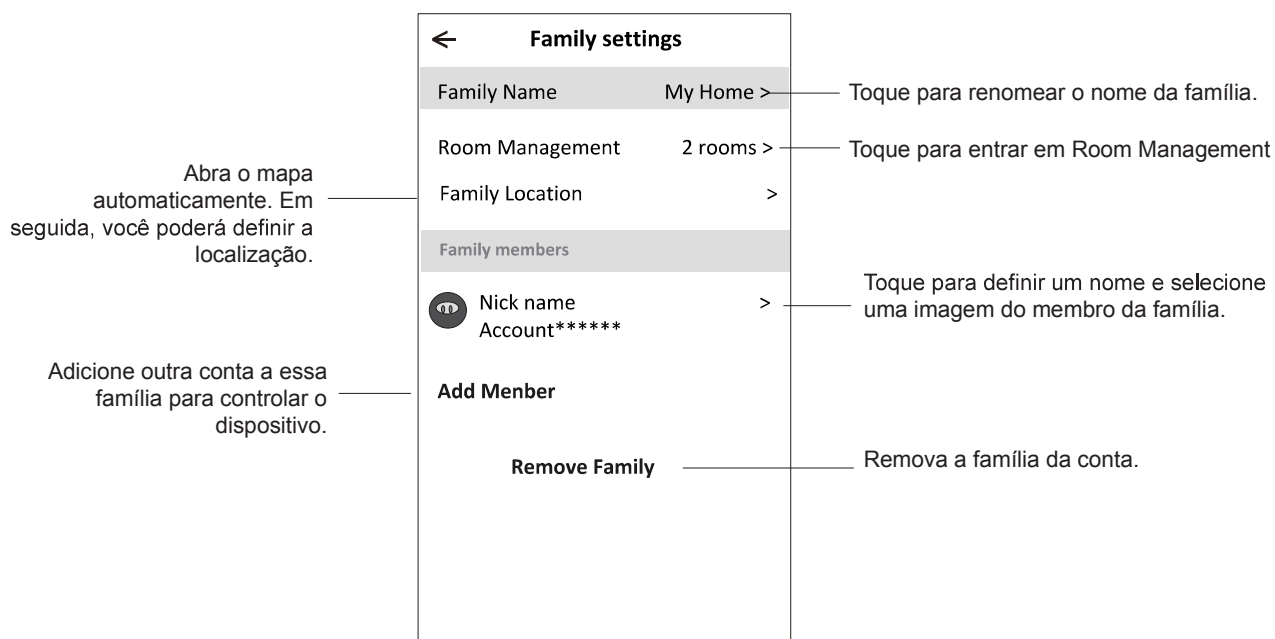 ← Family settings
Family Name My Home >
Toque para renomear o nome da família.
Room Management 2 rooms >
Toque para entrar em Room Management
Abra o mapa
automaticamente. Em
seguida, você poderá definir a
localização.
Family Location >
Family members
Nick name >
Account******
Toque para definir um nome e selecione
uma imagem do membro da família.
Adicione outra conta a essa
família para controlar o
dispositivo.
Add Menber
Remove Family
Remova a família da conta.